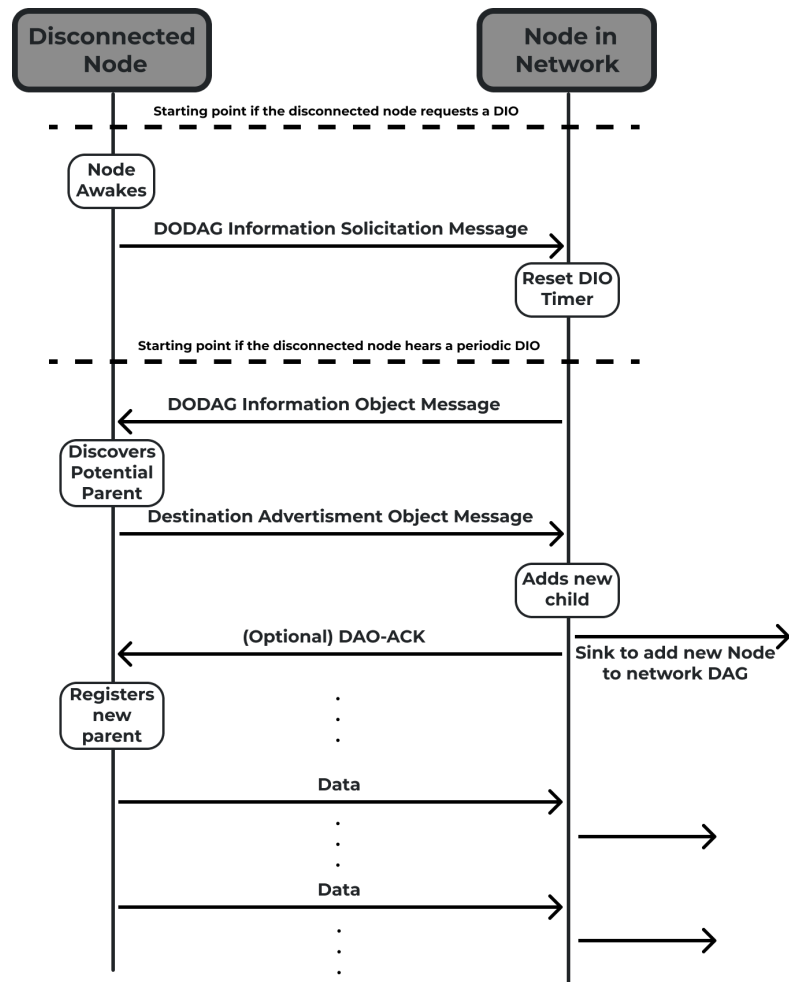 Disconnected
Node
Node in
Network
Starting point if the disconnected node requests a DIO
Node
Awakes
DODAG Information Solicitation Message
Reset DIO
Timer
Starting point if the disconnected node hears a periodic DIO
DODAG Information Object Message
Discovers
Potential
Parent
Destination Advertisment Object Message
Adds new
child
(Optional) DAO-ACK
Sink to add new Node
to network DAG
Registers
new
parent
Data
Data